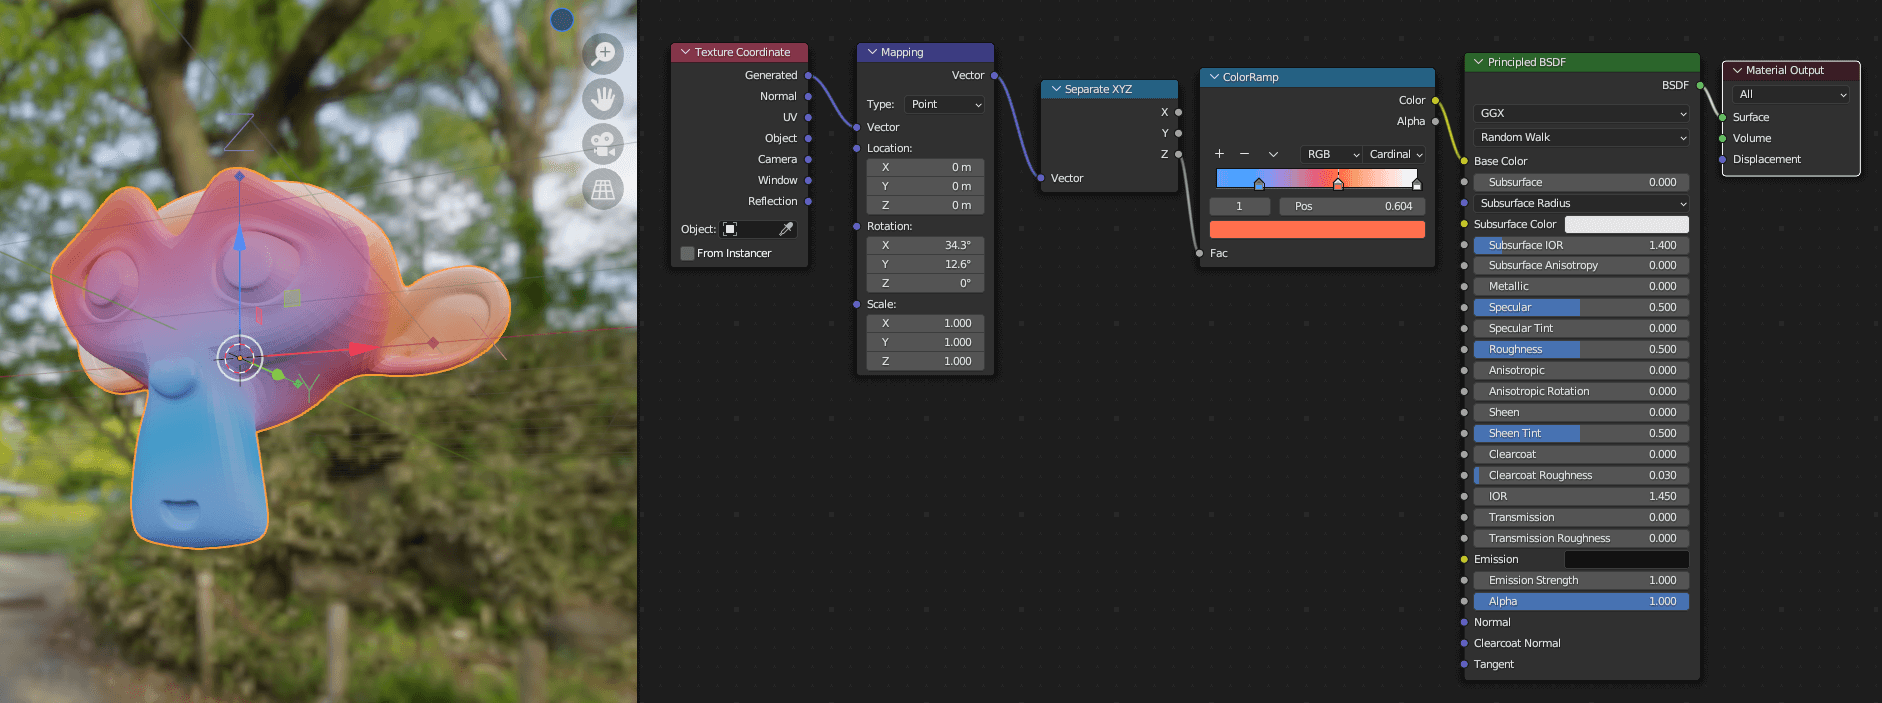 Z
Y
Texture Coordinate
Generated
Normal
UV
Object
Camera
Window
Reflection
Object:
From Instancer
Mapping
Vector
Type: Point
Vector
Location:
X 0 m
Y 0 m
Z 0 m
Rotation:
X 34.3°
Y 12.6°
Z 0°
Scale:
X 1.000
Y 1.000
Z 1.000
Separate XYZ
X
Y
Z
Vector
ColorRamp
Color
Alpha
RGB Cardinal
1 Pos 0.604
Fac
Principled BSDF
BSDF
GGX
Random Walk
Base Color
Subsurface 0.000
Subsurface Radius
Subsurface Color
Subsurface IOR 1.400
Subsurface Anisotropy 0.000
Metallic 0.000
Specular 0.500
Specular Tint 0.000
Roughness 0.500
Anisotropic 0.000
Anisotropic Rotation 0.000
Sheen 0.000
Sheen Tint 0.500
Clearcoat 0.000
Clearcoat Roughness 0.030
IOR 1.450
Transmission 0.000
Transmission Roughness 0.000
Emission
Emission Strength 1.000
Alpha 1.000
Normal
Clearcoat Normal
Tangent
Material Output
All
Surface
Volume
Displacement